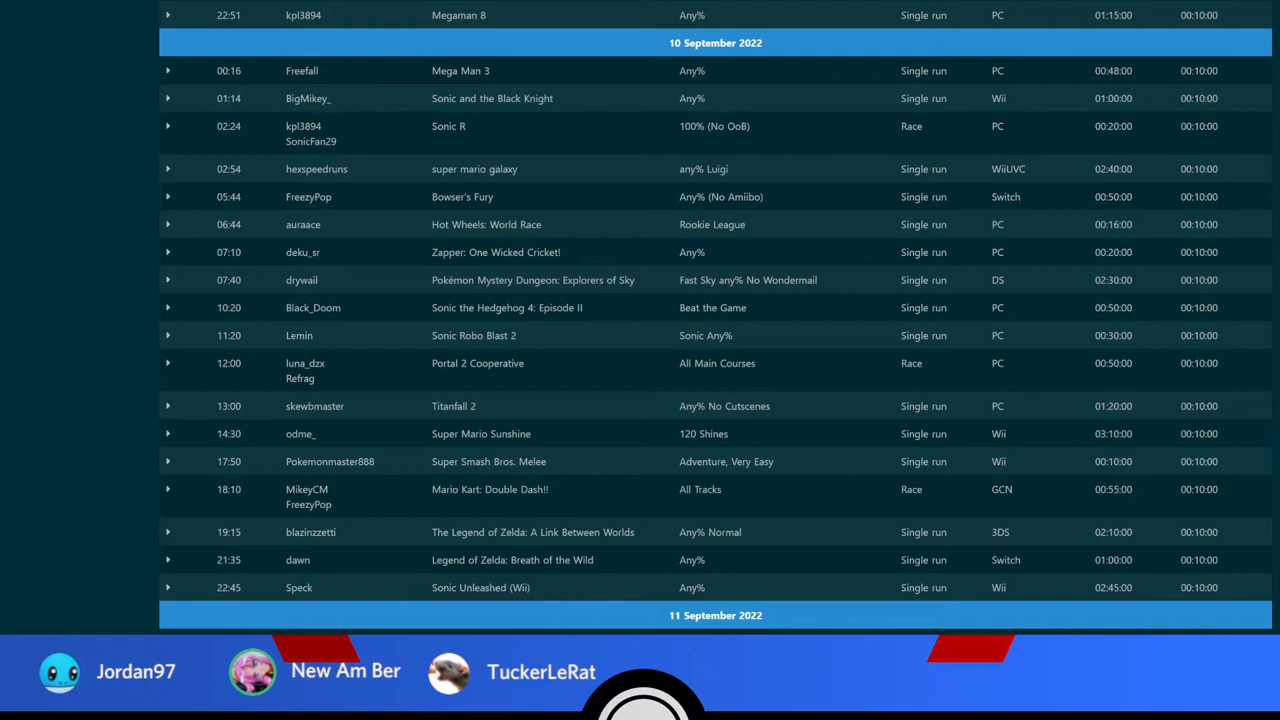 22:51 kpl3894 Megaman 8 Any% Single run PC 01:15:00 00:10:00
10 September 2022
00:16 Freefall Mega Man 3 Any% Single run PC 00:48:00 00:10:00
01:14 BigMikey_ Sonic and the Black Knight Any% Single run Wii 01:00:00 00:10:00
02:24 kpl3894 Sonic R 100% (No OoB) Race PC 00:20:00 00:10:00
SonicFan29
02:54 hexspeedruns super mario galaxy any% Luigi Single run WiiUVC 02:40:00 00:10:00
05:44 FreezyPop Bowser's Fury Any% (No Amiibo) Single run Switch 00:50:00 00:10:00
06:44 auraace Hot Wheels: World Race Rookie League Single run PC 00:16:00 00:10:00
07:10 deku_sr Zapper: One Wicked Cricket! Any% Single run PC 00:20:00 00:10:00
07:40 drywail Pokémon Mystery Dungeon: Explorers of Sky Fast Sky any% No Wondermail Single run DS 02:30:00 00:10:00
10:20 Black_Doom Sonic the Hedgehog 4: Episode II Beat the Game Single run PC 00:50:00 00:10:00
11:20 Lemin Sonic Robo Blast 2 Sonic Any% Single run PC 00:30:00 00:10:00
12:00 luna_dzx Portal 2 Cooperative All Main Courses Race PC 00:50:00 00:10:00
Refrag
13:00 skewbmaster Titanfall 2 Any% No Cutscenes Single run PC 01:20:00 00:10:00
14:30 odme_ Super Mario Sunshine 120 Shines Single run Wii 03:10:00 00:10:00
17:50 Pokemonmaster888 Super Smash Bros. Melee Adventure, Very Easy Single run Wii 00:10:00 00:10:00
18:10 MikeyCM Mario Kart: Double Dash!! All Tracks Race GCN 00:55:00 00:10:00
FreezyPop
19:15 blazinzzetti The Legend of Zelda: A Link Between Worlds Any% Normal Single run 3DS 02:10:00 00:10:00
21:35 dawn Legend of Zelda: Breath of the Wild Any% Single run Switch 01:00:00 00:10:00
22:45 Speck Sonic Unleashed (Wii) Any% Single run Wii 02:45:00 00:10:00
11 September 2022
Jordan97 New Am Ber TuckerLeRat